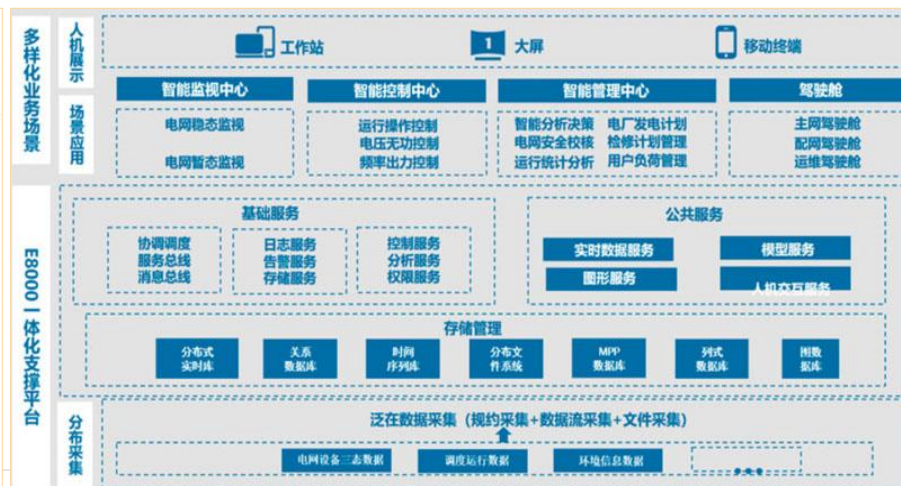 多样化业务场景
人机展示
工作站
1
大屏
移动终端
场景应用
智能监视中心
智能控制中心
智能管理中心
驾驶舱
电网稳态监视
电网暂态监视
运行操作控制
电压无功控制
频率出力控制
智能分析决策 电厂发电计划
电网安全校核 检修计划管理
运行统计分析 用户负荷管理
主网驾驶舱
配网驾驶舱
运维驾驶舱
E8000一体化支撑平台
基础服务
协调调度
服务总线
消息总线
日志服务
告警服务
存储服务
控制服务
分析服务
权限服务
公共服务
实时数据服务
模型服务
图形服务
人机交互服务
存储管理
分布式
实时库
关系
数据库
时间
序列库
分布文
件系统
MPP
数据库
列式
数据库
图数
据库
分布采集
泛在数据采集（规约采集+数据流采集+文件采集）
电网设备三态数据
调度运行数据
环境信息数据